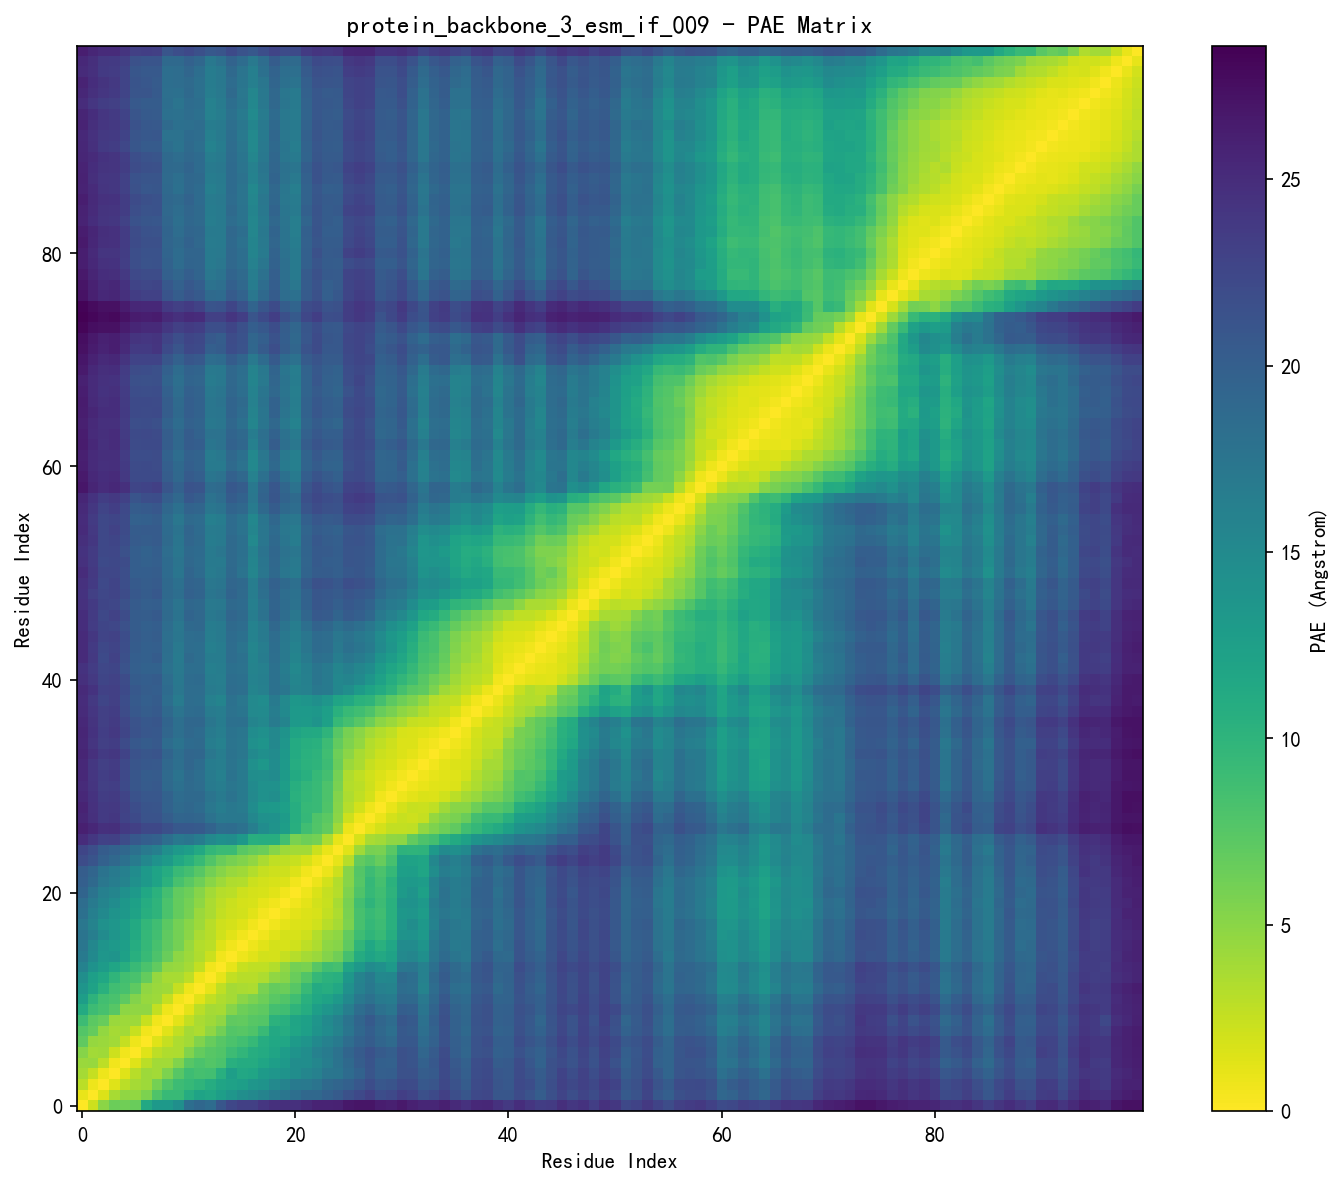 protein_backbone_3_esm_if_009 - PAE Matrix
Residue Index
80
60
40
20
0
0 20 40 60 80
Residue Index
25
20
15
10
5
0
PAE (Angstrom)